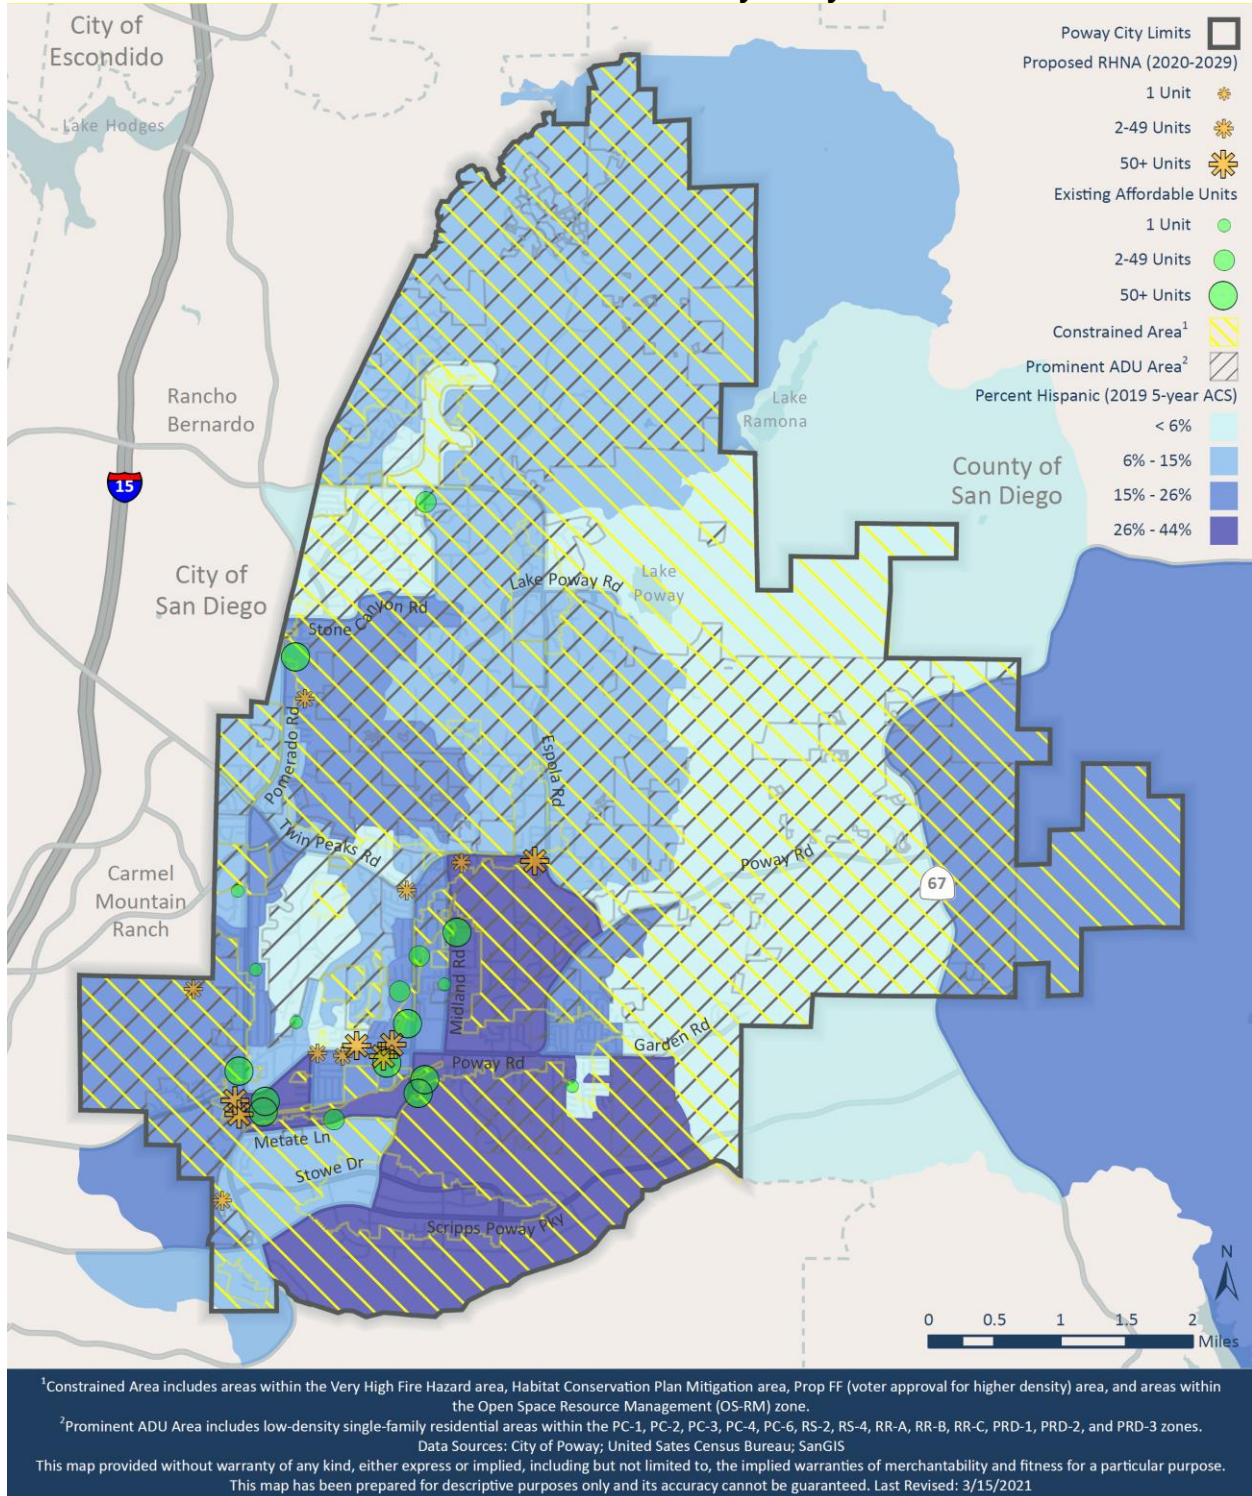 City of
Escondido
Lake Hodges
Poway City Limits
Proposed RHNA (2020-2029)
1 Unit
2-49 Units
50+ Units
Existing Affordable Units
1 Unit
2-49 Units
50+ Units
Constrained Area1
Prominent ADU Area2
Percent Hispanic (2019 5-year ACS)
< 6%
6% - 15%
15% - 26%
26% - 44%
Rancho
Bernardo
Lake
Ramona
15
County of
San Diego
City of
San Diego
Lake Poway Rd
Lake
Poway
Stone Canyon Rd
Pomerado Rd
Espola Rd
Twin Peaks Rd
Poway Rd
67
Carmel
Mountain
Ranch
Midland Rd
Garden Rd
Poway Rd
Metate Ln
Stowe Dr
Scripps Poway Pky
N
0 0.5 1 1.5 2
Miles
1Constrained Area includes areas within the Very High Fire Hazard area, Habitat Conservation Plan Mitigation area, Prop FF (voter approval for higher density) area, and areas within
the Open Space Resource Management (OS-RM) zone.
2Prominent ADU Area includes low-density single-family residential areas within the PC-1, PC-2, PC-3, PC-4, PC-6, RS-2, RS-4, RR-A, RR-B, RR-C, PRD-1, PRD-2, and PRD-3 zones.
Data Sources: City of Poway; United Sates Census Bureau; SanGIS
This map provided without warranty of any kind, either express or implied, including but not limited to, the implied warranties of merchantability and fitness for a particular purpose.
This map has been prepared for descriptive purposes only and its accuracy cannot be guaranteed. Last Revised: 3/15/2021